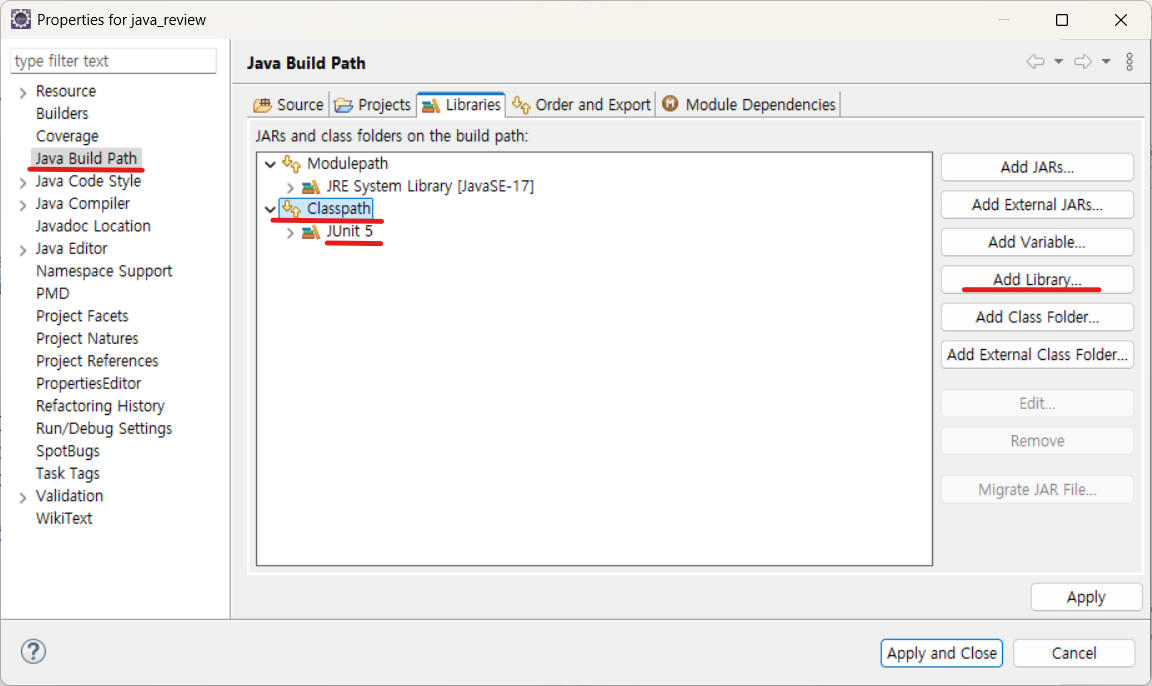 Properties for java_review
type filter text
Resource
Builders
Coverage
Java Build Path
Java Code Style
Java Compiler
Javadoc Location
Java Editor
Namespace Support
PMD
Project Facets
Project Natures
Project References
PropertiesEditor
Refactoring History
Run/Debug Settings
SpotBugs
Task Tags
Validation
WikiText
Java Build Path
Source Projects Libraries Order and Export Module Dependencies
JARs and class folders on the build path:
Modulepath
JRE System Library [JavaSE-17]
Classpath
JUnit 5
Add JARs...
Add External JARs...
Add Variable...
Add Library...
Add Class Folder...
Add External Class Folder...
Edit...
Remove
Migrate JAR File...
Apply
Apply and Close Cancel